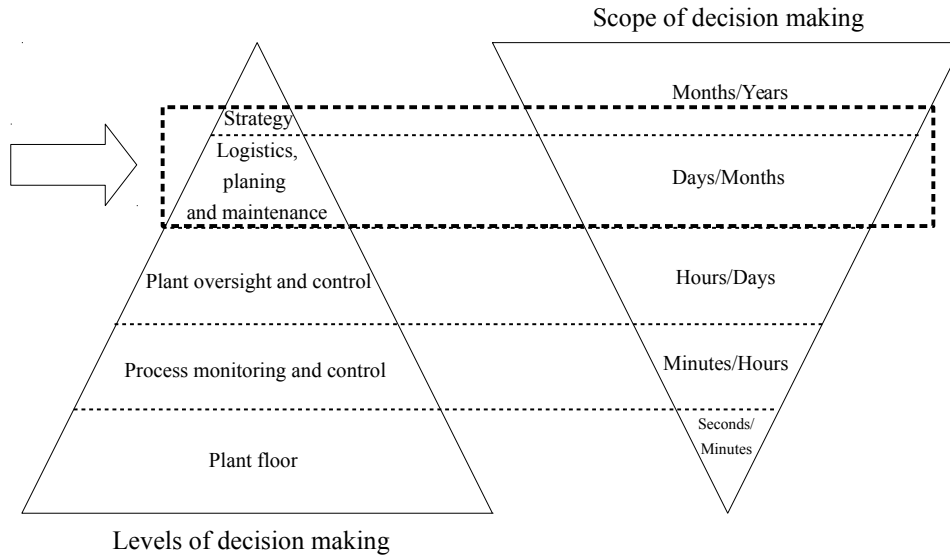 Scope of decision making
Months/Years
Strategy
Logistics,
planing
and maintenance
Days/Months
Plant oversight and control
Hours/Days
Process monitoring and control
Minutes/Hours
Seconds/
Minutes
Plant floor
Levels of decision making